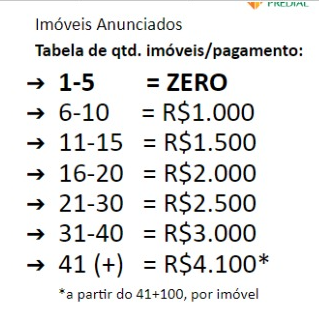 PREDIAL
Imóveis Anunciados
Tabela de qtd. imóveis/pagamento:
➔ 1-5 = ZERO
➔ 6-10 = R$1.000
➔ 11-15 = R$1.500
➔ 16-20 = R$2.000
➔ 21-30 = R$2.500
➔ 31-40 = R$3.000
➔ 41 (+) = R$4.100*
*a partir do 41+100, por imóvel